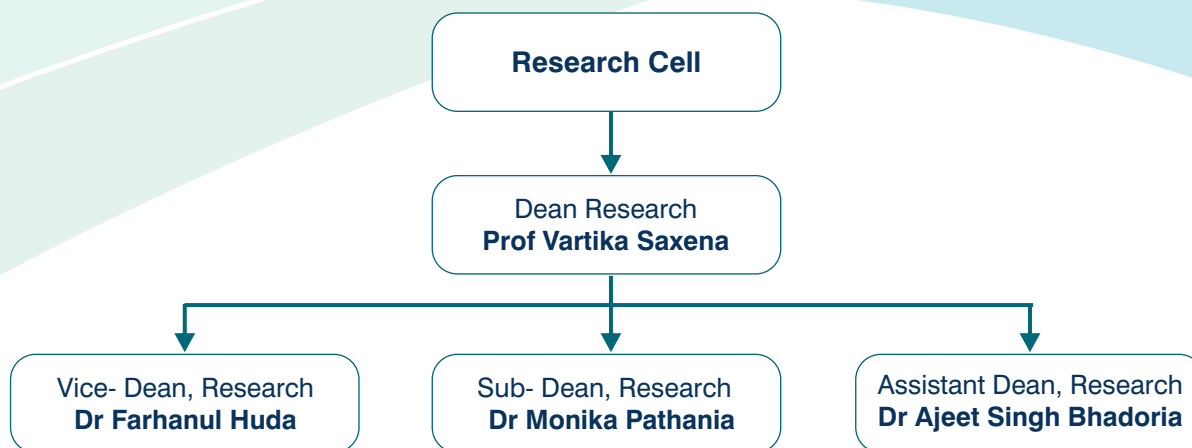 Research Cell
Dean Research
Prof Vartika Saxena
Vice- Dean, Research
Dr Farhanul Huda
Sub- Dean, Research
Dr Monika Pathania
Assistant Dean, Research
Dr Ajeet Singh Bhadoria